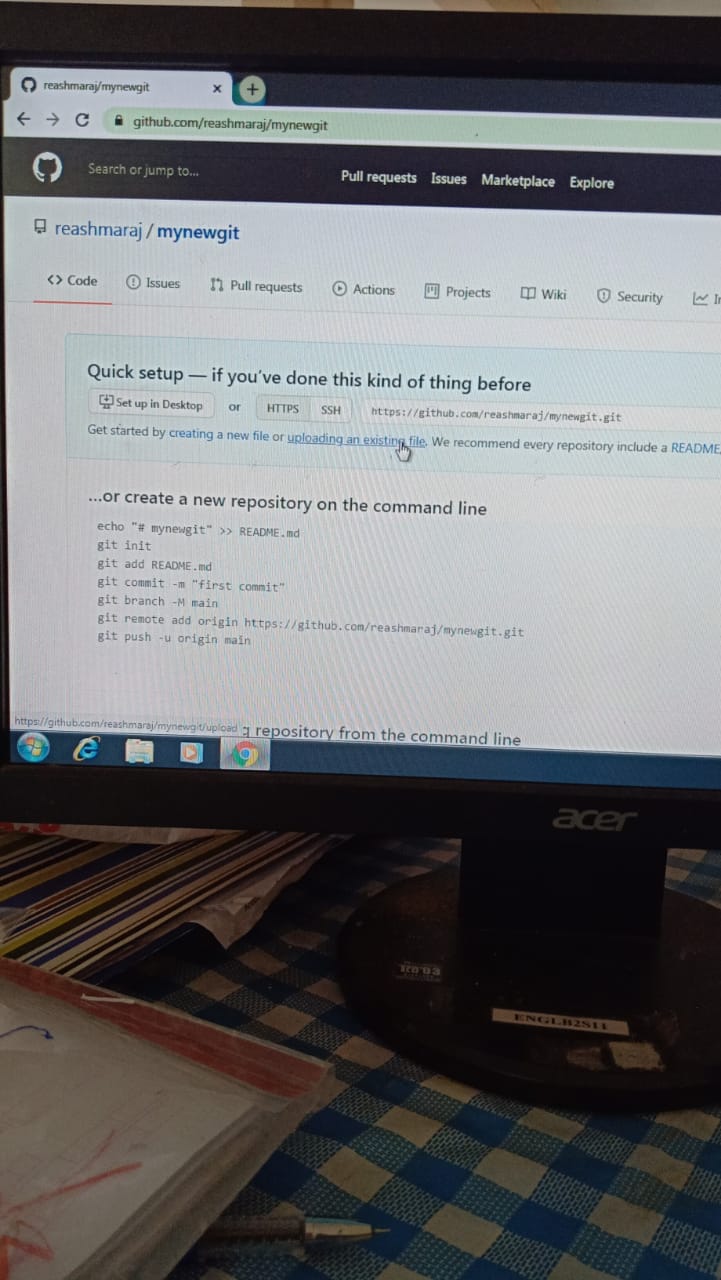 reashmaraj/mynewgit
github.com/reashmaraj/mynewgit
Search or jump to...
Pull requests Issues Marketplace Explore
reashmaraj / mynewgit
<> Code Issues Pull requests Actions Projects Wiki Security
Quick setup — if you've done this kind of thing before
Set up in Desktop or HTTPS SSH https://github.com/reashmaraj/mynewgit.git
Get started by creating a new file or uploading an existing file. We recommend every repository include a README
...or create a new repository on the command line
echo "# mynewgit" >> README.md
git init
git add README.md
git commit -m "first commit"
git branch -M main
git remote add origin https://github.com/reashmaraj/mynewgit.git
git push -u origin main
https://github.com/reashmaraj/mynewgit/upload
repository from the command line
acer
TCO'03
ENGLB2S11